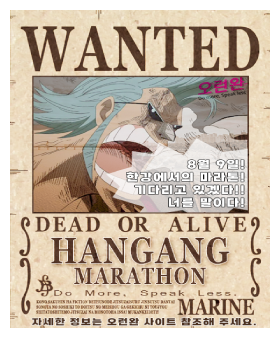 WANTED
오런완
8월 9일!
한강에서의 마라톤!
기다리고 있겠다!!
너를 말이다!
DEAD OR ALIVE
HANGANG
MARATHON
Do More, Speak Less.
MARINE
자세한 정보는 오런완 사이트 참조해 주세요.